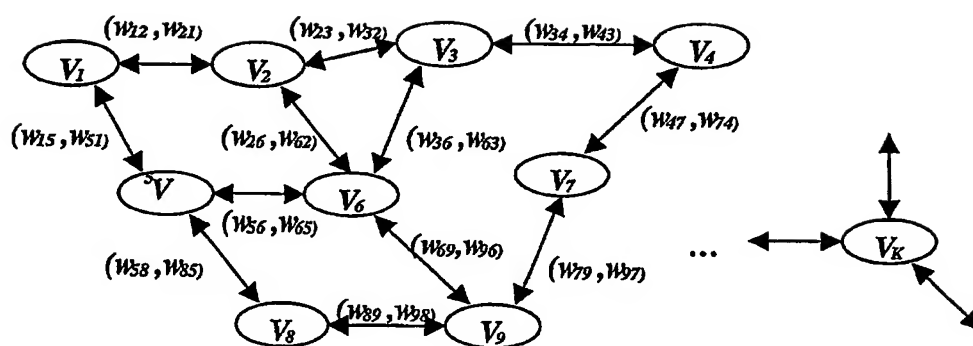 (w12, w21) (w23, w32) (w34, w43)
V1 V2 V3 V4
(w15, w51) (w26, w62) (w36, w63) (w47, w74)
5V V6 V7
(w56, w65)
(w58, w85) (w69, w96) (w79, w97) ... VK
(w89, w98)
V8 V9